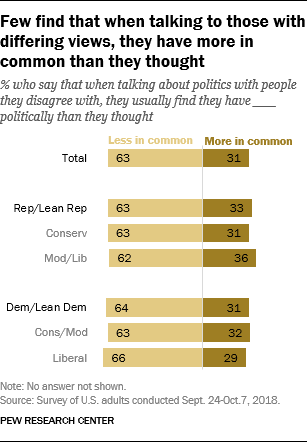 Few find that when talking to those with
differing views, they have more in
common than they thought
% who say that when talking about politics with people
they disagree with, they usually find they have ___
politically than they thought
Less in common More in common
Total 63 31
Rep/Lean Rep 63 33
Conserv 63 31
Mod/Lib 62 36
Dem/Lean Dem 64 31
Cons/Mod 63 32
Liberal 66 29
Note: No answer not shown.
Source: Survey of U.S. adults conducted Sept. 24-Oct.7, 2018.
PEW RESEARCH CENTER